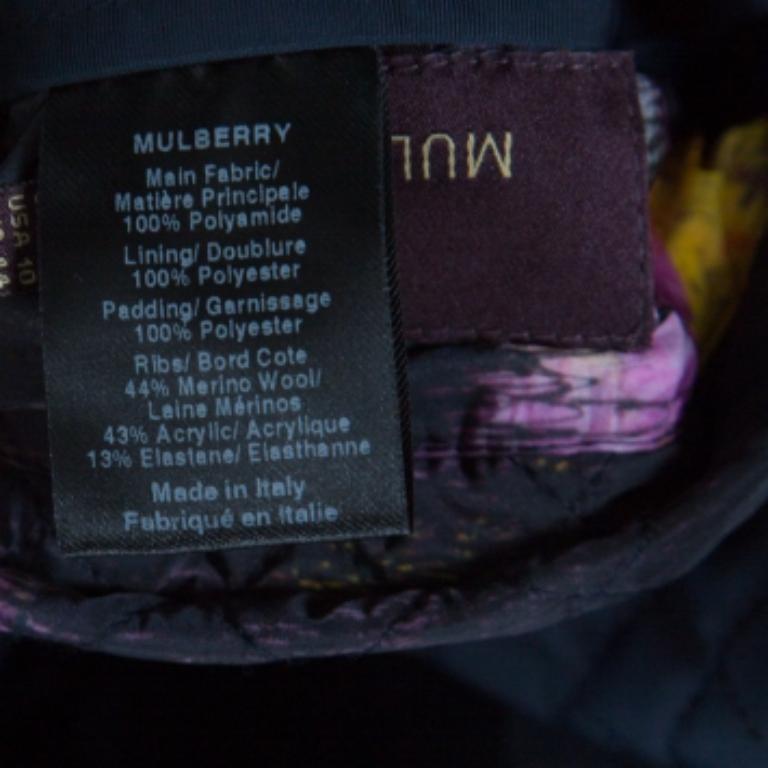 MULBERRY
Main Fabric/
Matière Principale
100% Polyamide
Lining/ Doublure
100% Polyester
Padding/ Garnissage
100% Polyester
Ribs/ Bord Cote
44% Merino Wool/
Laine Mérinos
43% Acrylic/ Acrylique
13% Elastane/ Elasthanne
Made in Italy
Fabriqué en Italie
MUL
USA 10